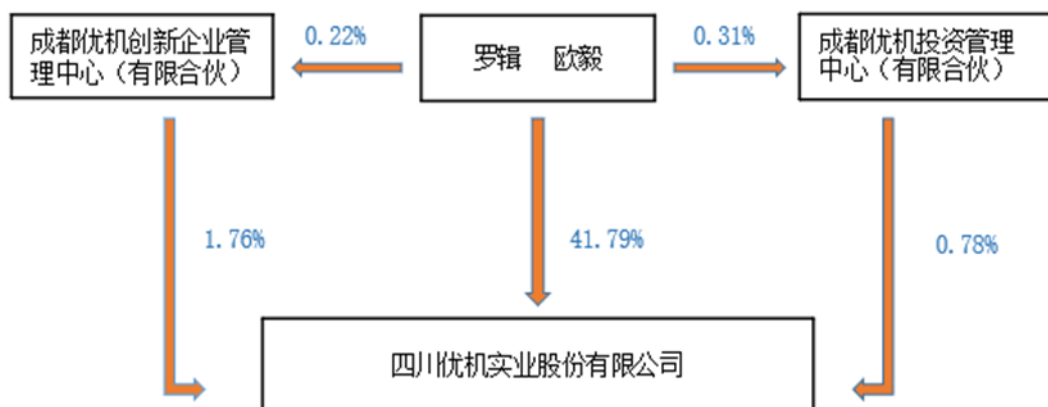 成都优机创新企业管
理中心（有限合伙）
0.22%
罗辑 欧毅
0.31%
成都优机投资管理
中心（有限合伙）
1.76%
41.79%
0.78%
四川优机实业股份有限公司